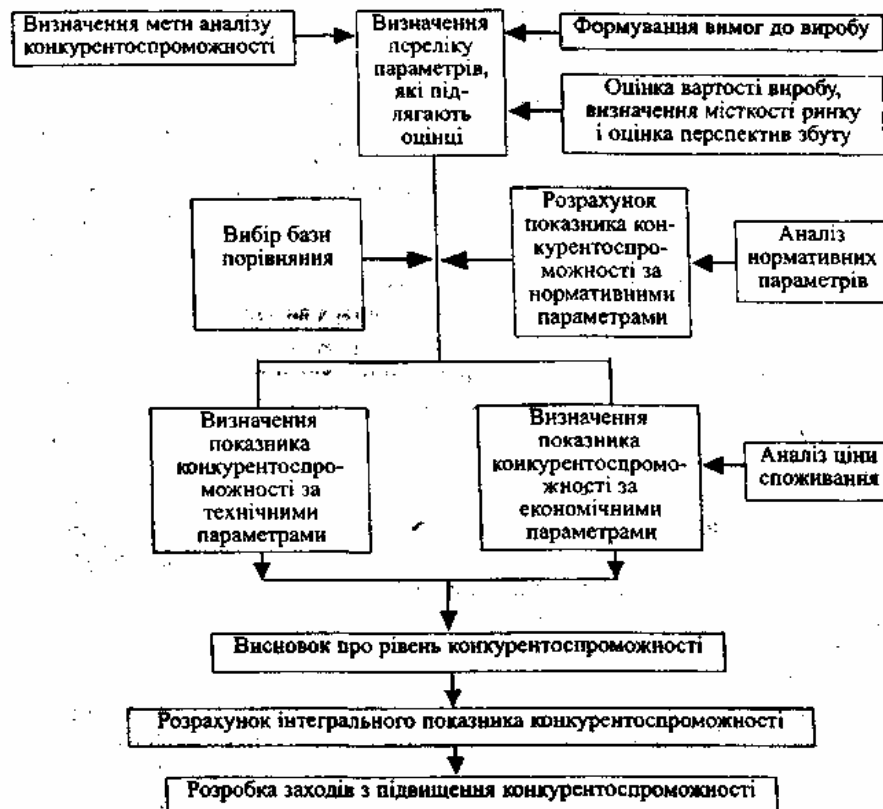 Визначення мети аналізу
конкурентоспроможності
Визначення
переліку
параметрів,
які під-
лягають
оцінці
Формування вимог до виробу
Оцінка вартості виробу,
визначення місткості ринку
і оцінка перспектив збуту
Вибір бази
порівняння
Розрахунок
показника кон-
курентоспро-
можності за
нормативними
параметрами
Аналіз
нормативних
параметрів
Визначення
показника
конкурентоспро-
можності за
технічними
параметрами
Визначення
показника
конкурентоспромо-
жності за
економічними
параметрами
Аналіз ціни
споживання
Висновок про рівень конкурентоспроможності
Розрахунок інтегрального показника конкурентоспроможності
Розробка заходів з підвищення конкурентоспроможності